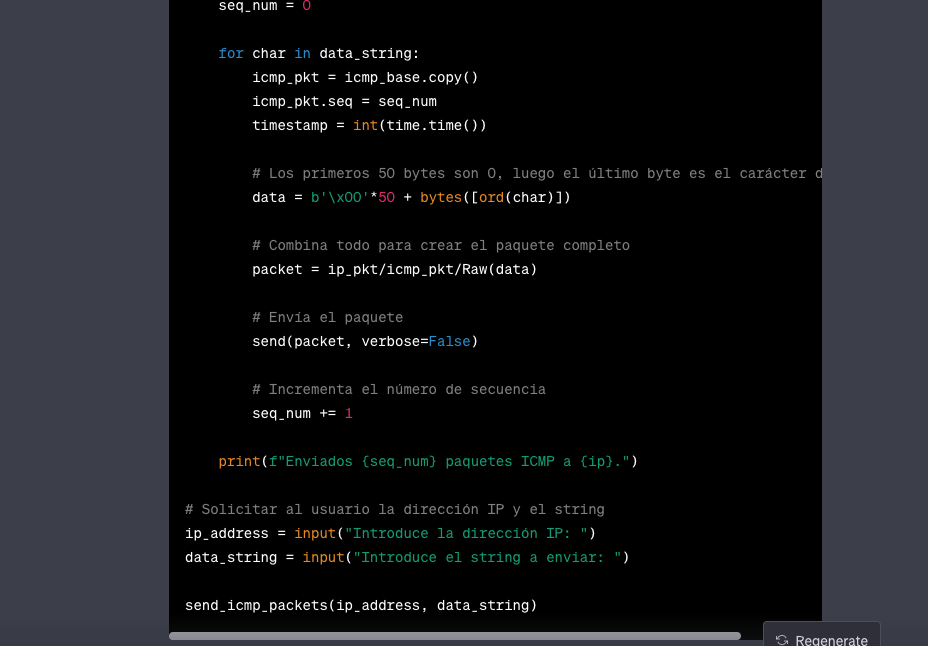 seq_num = 0
for char in data_string:
icmp_pkt = icmp_base.copy()
icmp_pkt.seq = seq_num
timestamp = int(time.time())
# Los primeros 50 bytes son 0, luego el último byte es el carácter d
data = b'\x00'*50 + bytes([ord(char)])
# Combina todo para crear el paquete completo
packet = ip_pkt/icmp_pkt/Raw(data)
# Envía el paquete
send(packet, verbose=False)
# Incrementa el número de secuencia
seq_num += 1
print(f"Enviados {seq_num} paquetes ICMP a {ip}.")
# Solicitar al usuario la dirección IP y el string
ip_address = input("Introduce la dirección IP: ")
data_string = input("Introduce el string a enviar: ")
send_icmp_packets(ip_address, data_string)
Regenerate